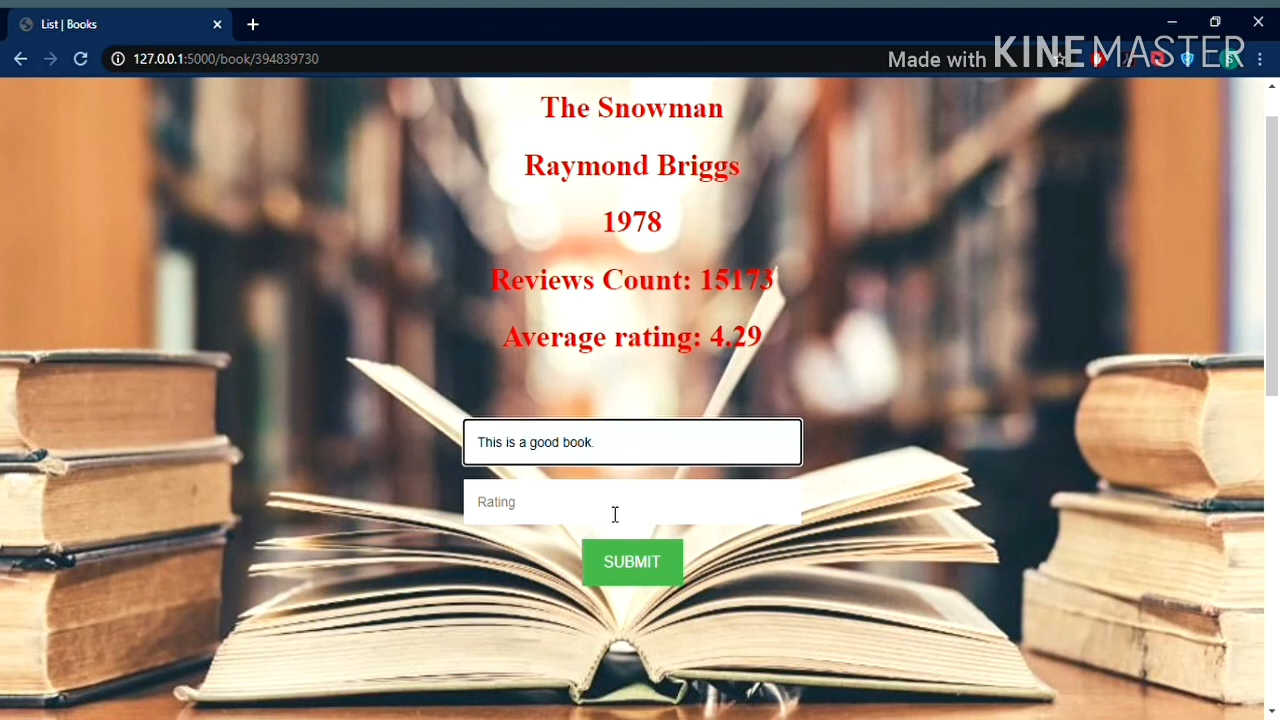 List | Books
127.0.0.1:5000/book/394839730
Made with KINEMASTER
The Snowman
Raymond Briggs
1978
Reviews Count: 15173
Average rating: 4.29
This is a good book.
Rating
SUBMIT